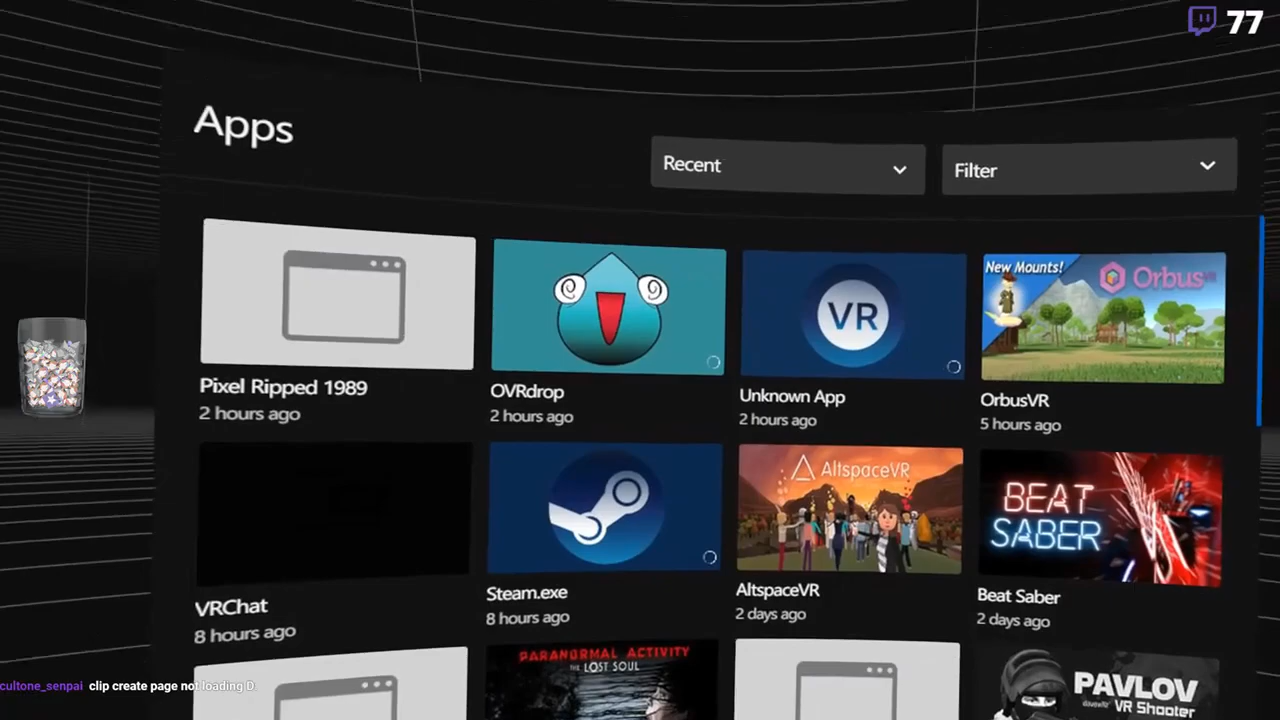 77
Apps
Recent
Filter
New Mounts!
OrbusVR
VR
Pixel Ripped 1989
2 hours ago
OVRdrop
2 hours ago
Unknown App
2 hours ago
OrbusVR
5 hours ago
AltspaceVR
BEAT
SABER
VRChat
8 hours ago
Steam.exe
8 hours ago
AltspaceVR
2 days ago
Beat Saber
2 days ago
PARANORMAL ACTIVITY
THE LOST SOUL
PAVLOV
VR Shooter
cultone_senpai clip create page not loading D: